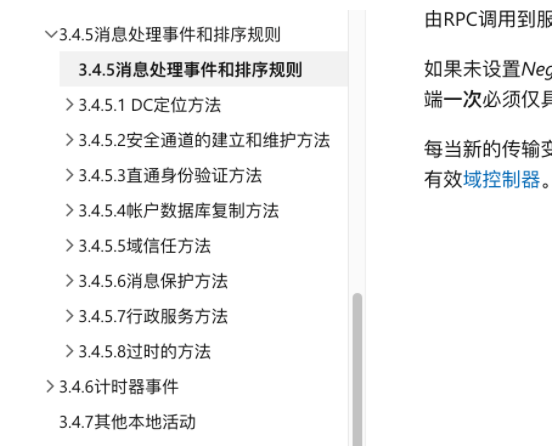 3.4.5消息处理事件和排序规则
3.4.5消息处理事件和排序规则
3.4.5.1 DC定位方法
3.4.5.2安全通道的建立和维护方法
3.4.5.3直通身份验证方法
3.4.5.4帐户数据库复制方法
3.4.5.5域信任方法
3.4.5.6消息保护方法
3.4.5.7行政服务方法
3.4.5.8过时的方法
3.4.6计时器事件
3.4.7其他本地活动
由RPC调用到服
如果未设置Neg
端一次必须仅具
每当新的传输变
有效域控制器。